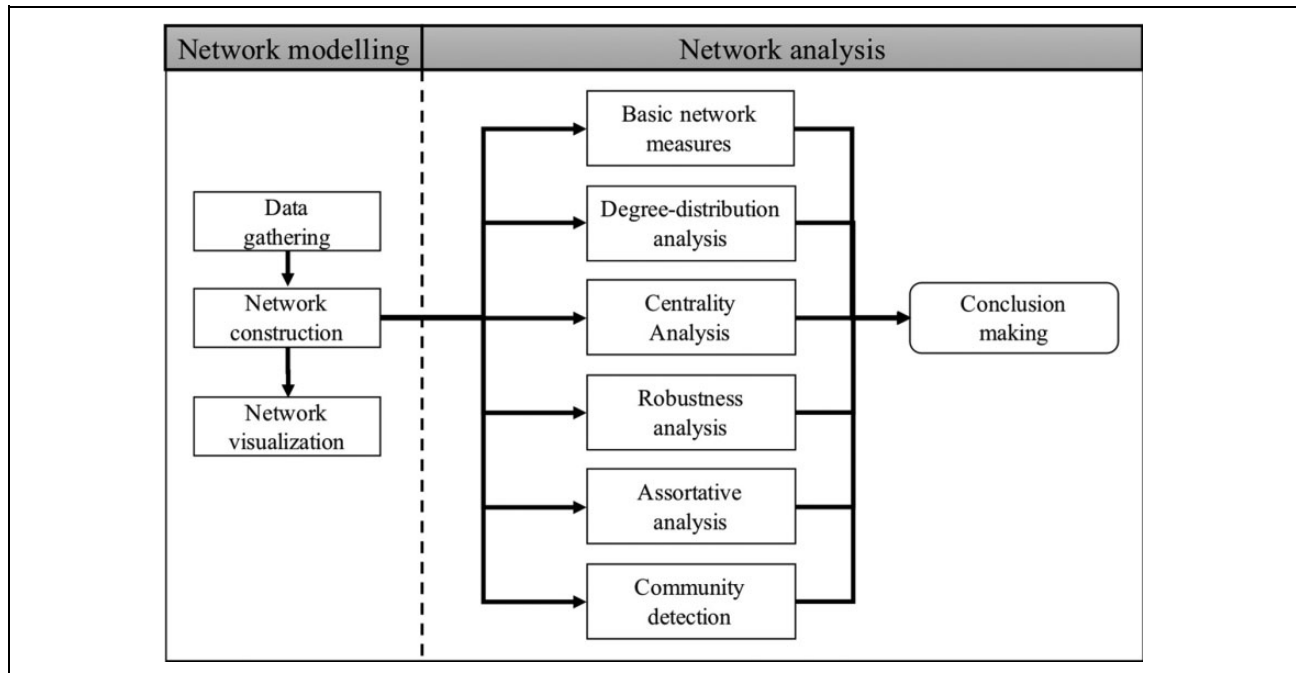 Network modelling
Network analysis
Data
gathering
Network
construction
Network
visualization
Basic network
measures
Degree-distribution
analysis
Centrality
Analysis
Robustness
analysis
Assortative
analysis
Community
detection
Conclusion
making